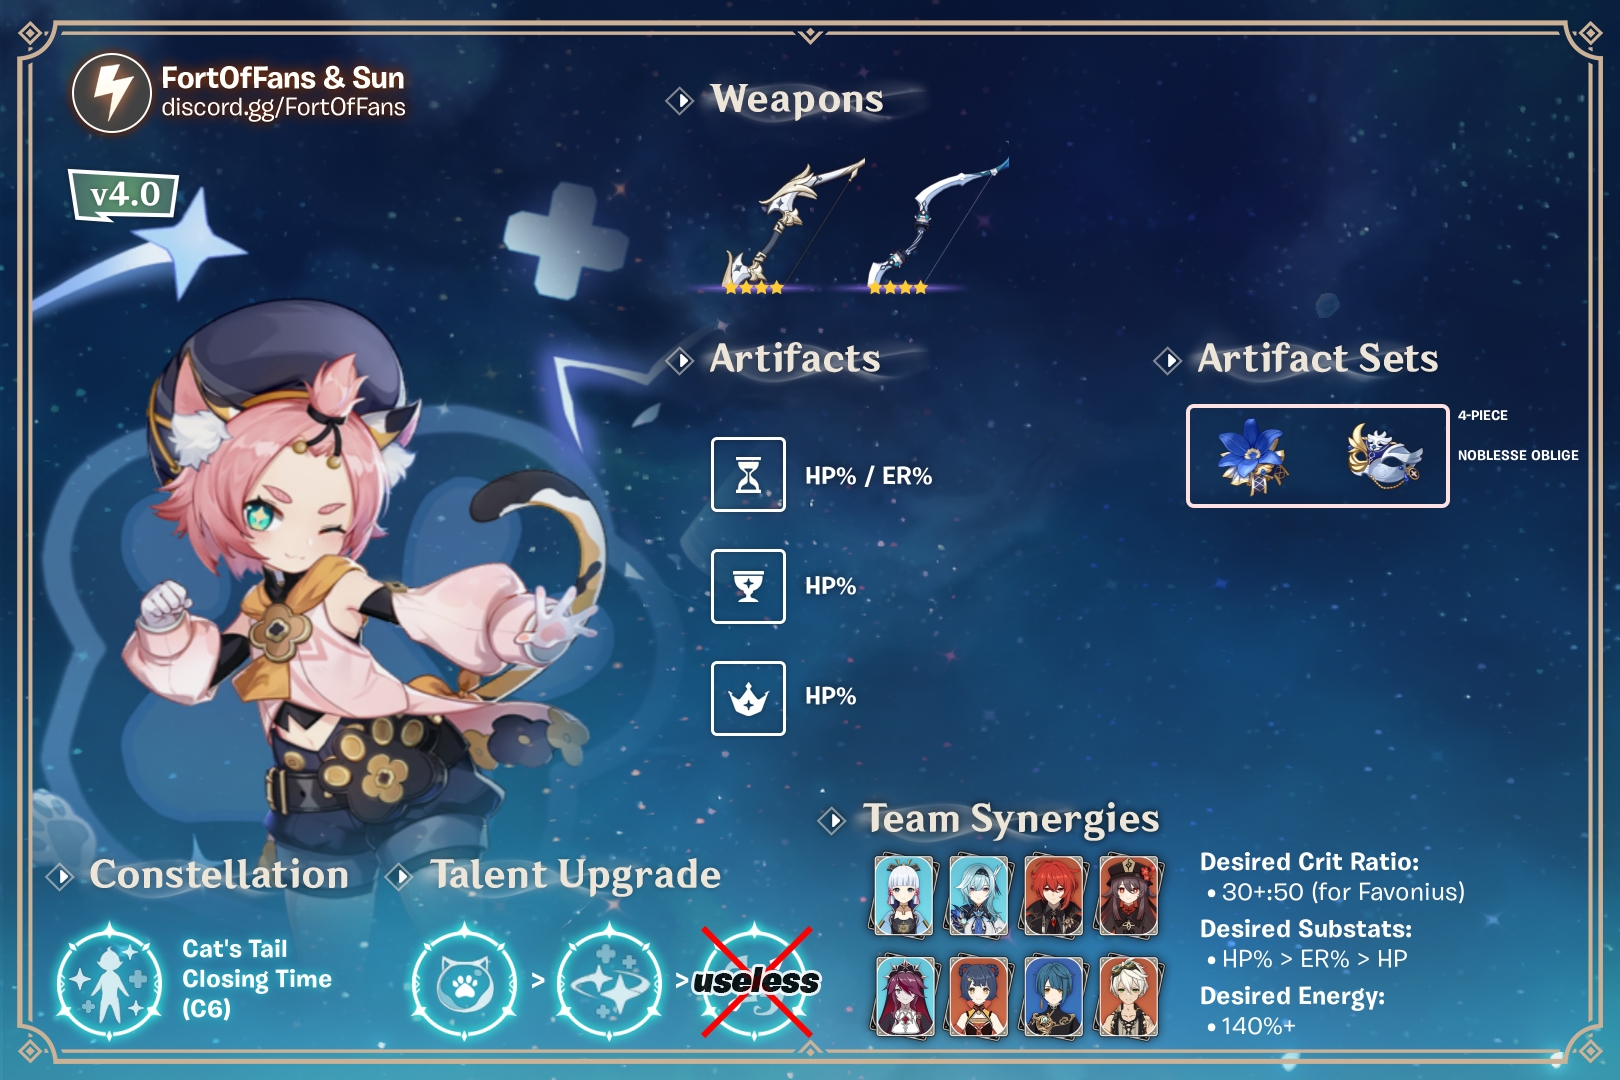 FortOfFans & Sun
discord.gg/FortOfFans
v4.0
Weapons
Artifacts
HP% / ER%
HP%
HP%
Artifact Sets
4-PIECE
NOBLESSE OBLIGE
Constellation
Cat's Tail
Closing Time
(C6)
Talent Upgrade
>
>
useless
Team Synergies
Desired Crit Ratio:
• 30+:50 (for Favonius)
Desired Substats:
• HP% > ER% > HP
Desired Energy:
• 140%+